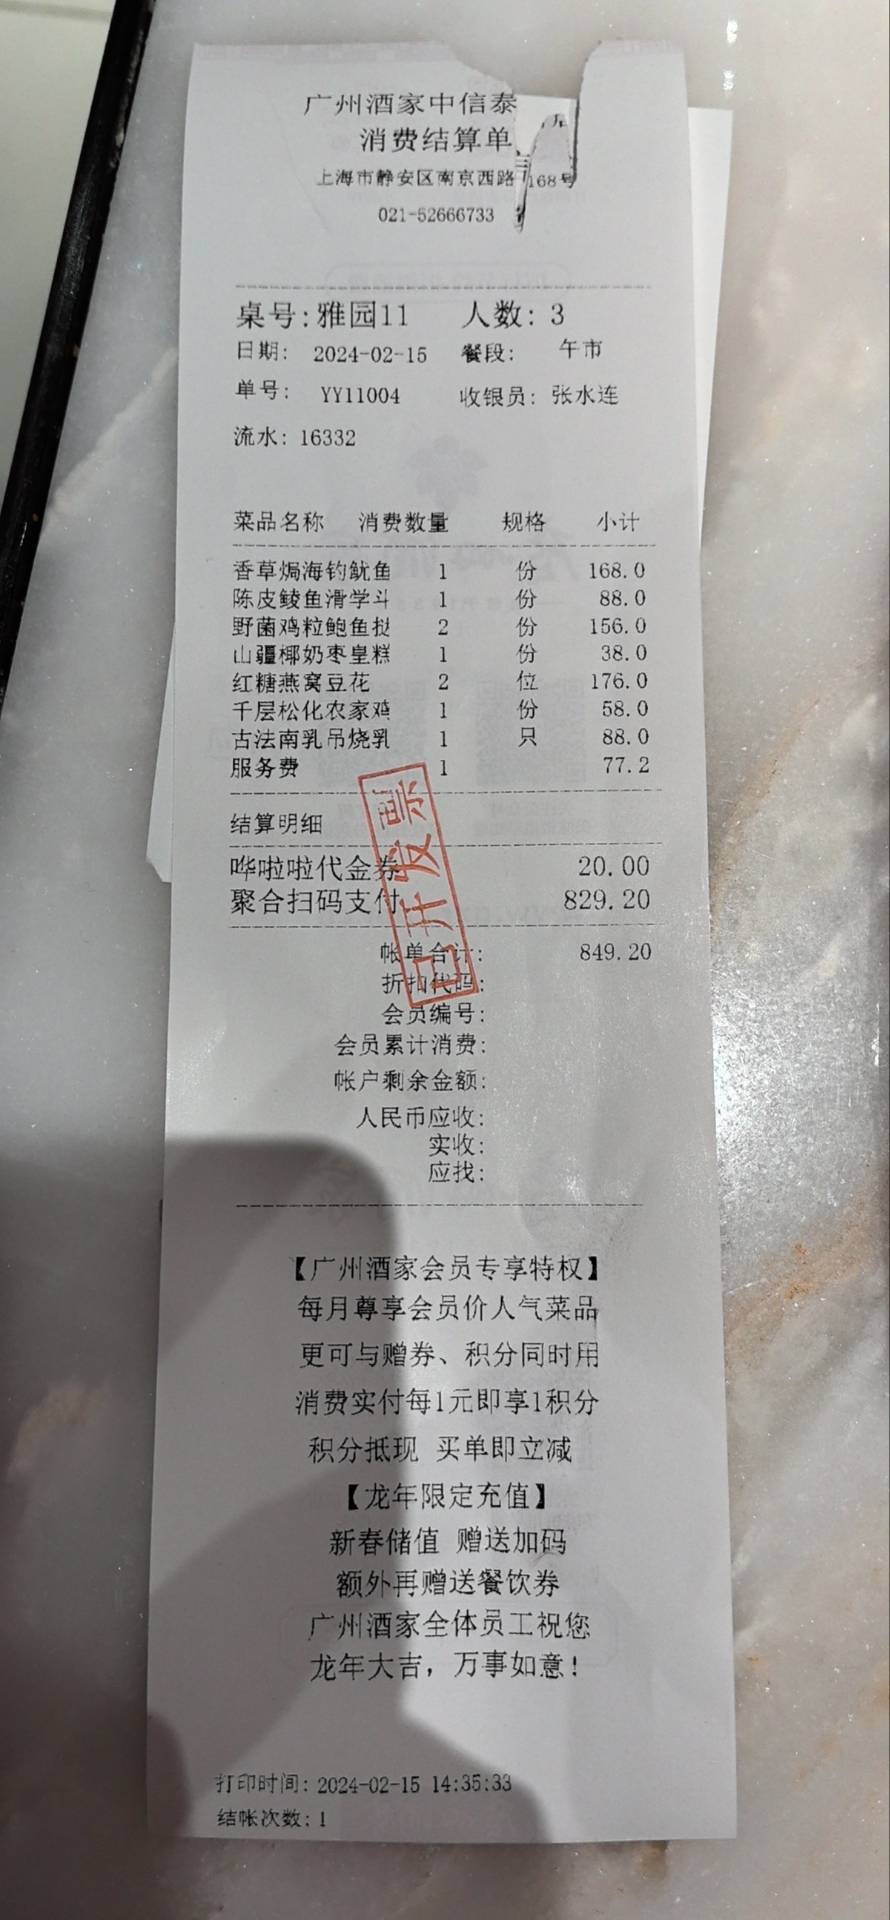 广州酒家中信泰
消费结算单
上海市静安区南京西路 168号
021-52666733
桌号:雅园11 人数: 3
日期: 2024-02-15 餐段: 午市
单号: YY11004 收银员: 张水连
流水: 16332
菜品名称 消费数量 规格 小计
香草焗海钓鱿鱼 1 份 168.0
陈皮鲮鱼滑学斗 1 份 88.0
野菌鸡粒鲍鱼挞 2 份 156.0
山疆椰奶枣皇糕 1 份 38.0
红糖燕窝豆花 2 位 176.0
千层松化农家鸡 1 份 58.0
古法南乳吊烧乳 1 只 88.0
服务费 1 77.2
结算明细
哗啦啦代金券 20.00
聚合扫码支付 829.20
已开发票
帐单合计: 849.20
折扣代码:
会员编号:
会员累计消费:
帐户剩余金额:
人民币应收:
实收:
应找:
【广州酒家会员专享特权】
每月尊享会员价人气菜品
更可与赠券、积分同时用
消费实付每1元即享1积分
积分抵现 买单即立减
【龙年限定充值】
新春储值 赠送加码
额外再赠送餐饮券
广州酒家全体员工祝您
龙年大吉，万事如意!
打印时间: 2024-02-15 14:35:33
结帐次数: 1